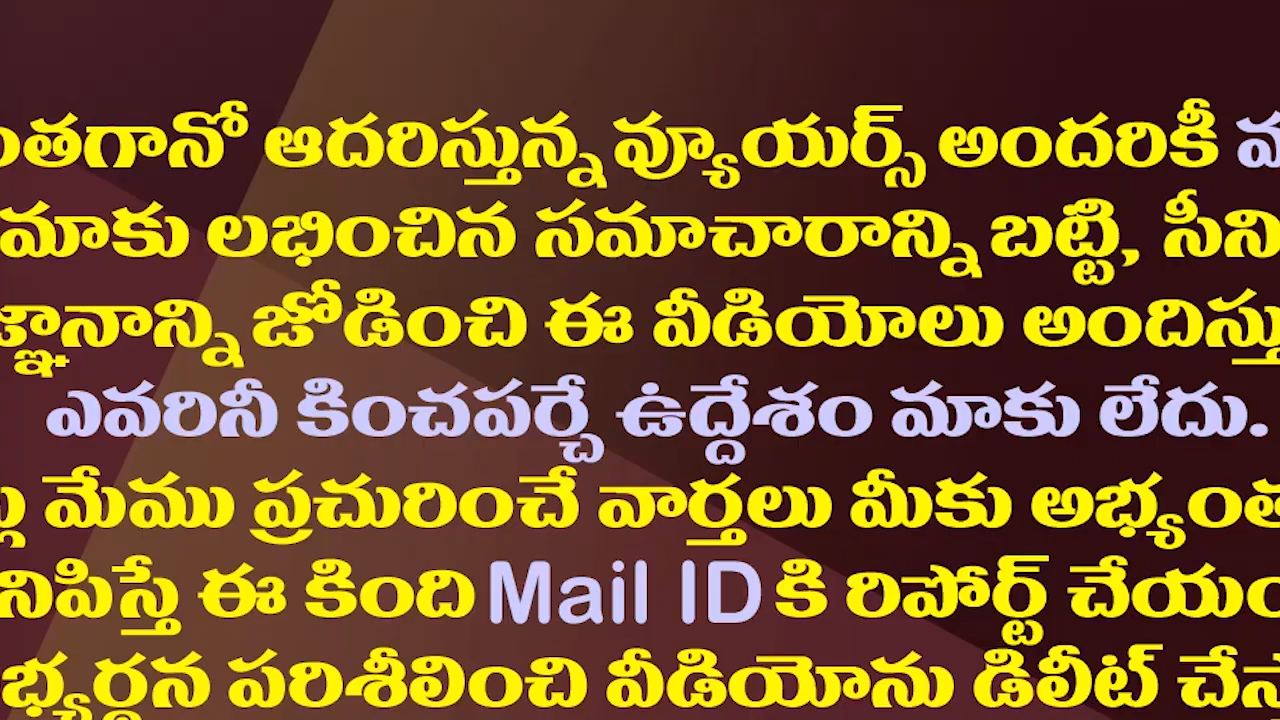 ఆదరిస్తున్న వ్యూయర్స్ అందరికీ
మాకు లభించిన సమాచారాన్ని బట్టి,
జోడించి ఈ వీడియోలు
ఎవరినీ కించపర్చే ఉద్దేశం మాకు లేదు.
మేము ప్రచురించే వార్తలు మీకు
ఈ కింది Mail ID కి రిపోర్ట్
పరిశీలించి వీడియోను డిలీట్